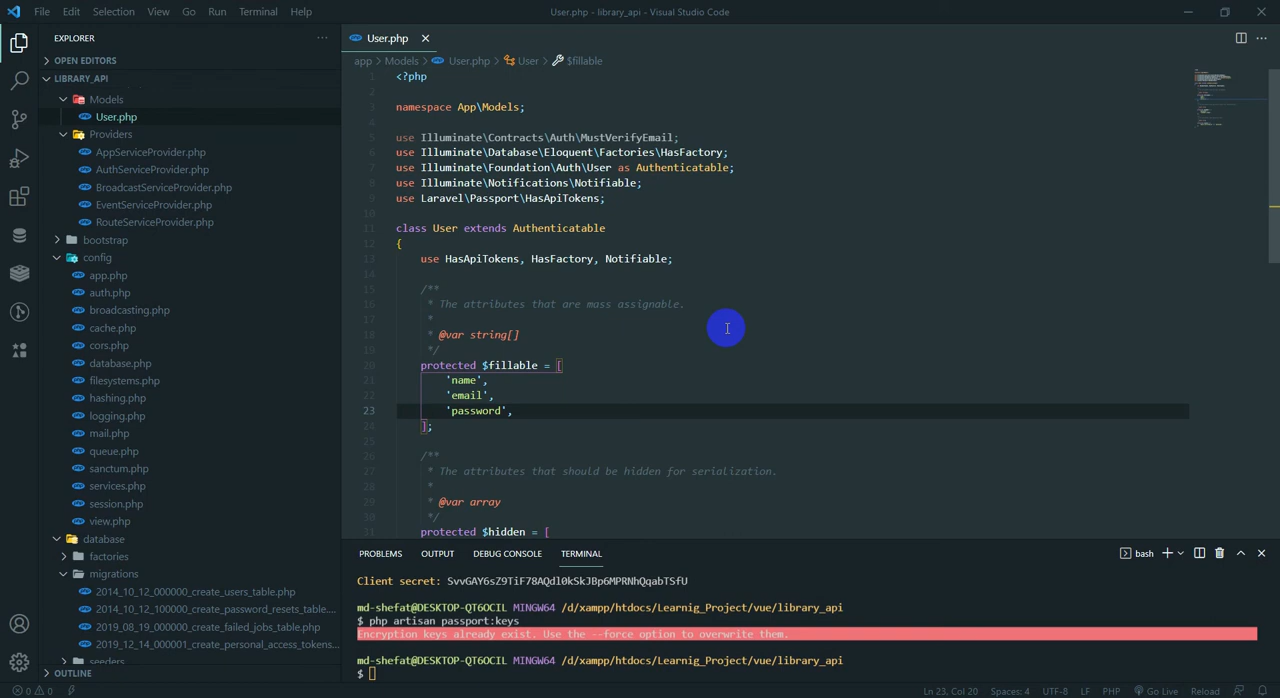 File Edit Selection View Go Run Terminal Help
User.php - library_api - Visual Studio Code
EXPLORER
OPEN EDITORS
LIBRARY_API
Models
User.php
Providers
AppServiceProvider.php
AuthServiceProvider.php
BroadcastServiceProvider.php
EventServiceProvider.php
RouteServiceProvider.php
bootstrap
config
app.php
auth.php
broadcasting.php
cache.php
cors.php
database.php
filesystems.php
hashing.php
logging.php
mail.php
queue.php
sanctum.php
services.php
session.php
view.php
database
factories
migrations
2014_10_12_000000_create_users_table.php
2014_10_12_100000_create_password_resets_table....
2019_08_19_000000_create_failed_jobs_table.php
2019_12_14_000001_create_personal_access_tokens...
seeders
OUTLINE
User.php
app > Models > User.php > User > $fillable
1 <?php
2
3 namespace App\Models;
4
5 use Illuminate\Contracts\Auth\MustVerifyEmail;
6 use Illuminate\Database\Eloquent\Factories\HasFactory;
7 use Illuminate\Foundation\Auth\User as Authenticatable;
8 use Illuminate\Notifications\Notifiable;
9 use Laravel\Passport\HasApiTokens;
10
11 class User extends Authenticatable
12 {
13 use HasApiTokens, HasFactory, Notifiable;
14
15 /**
16 * The attributes that are mass assignable.
17 *
18 * @var string[]
19 */
20 protected $fillable = [
21 'name',
22 'email',
23 'password',
24 ];
25
26 /**
27 * The attributes that should be hidden for serialization.
28 *
29 * @var array
30 */
31 protected $hidden = [
PROBLEMS OUTPUT DEBUG CONSOLE TERMINAL
bash
Client secret: SvvGAY6sZ9TiF78AQdl0kSkJBp6MPRNhQqabTSfU
md-shefat@DESKTOP-QT6OCIL MINGW64 /d/xampp/htdocs/Learnig_Project/vue/library_api
$ php artisan passport:keys
Encryption keys already exist. Use the --force option to overwrite them.
md-shefat@DESKTOP-QT6OCIL MINGW64 /d/xampp/htdocs/Learnig_Project/vue/library_api
$
0 0 Ln 23, Col 20 Spaces: 4 UTF-8 LF PHP Go Live Reload